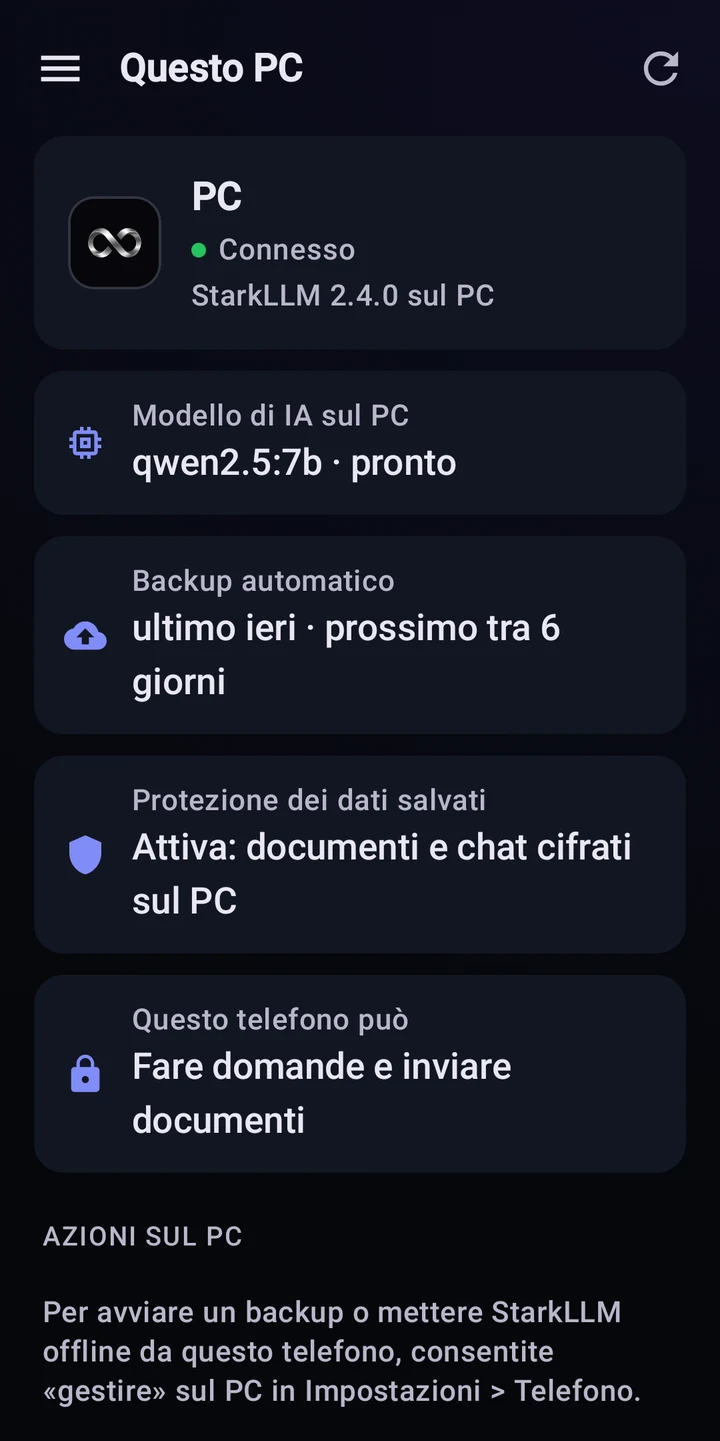 Questo PC
PC
Connesso
StarkLLM 2.4.0 sul PC
Modello di IA sul PC
qwen2.5:7b · pronto
Backup automatico
ultimo ieri · prossimo tra 6
giorni
Protezione dei dati salvati
Attiva: documenti e chat cifrati
sul PC
Questo telefono può
Fare domande e inviare
documenti
AZIONI SUL PC
Per avviare un backup o mettere StarkLLM
offline da questo telefono, consentite
«gestire» sul PC in Impostazioni > Telefono.